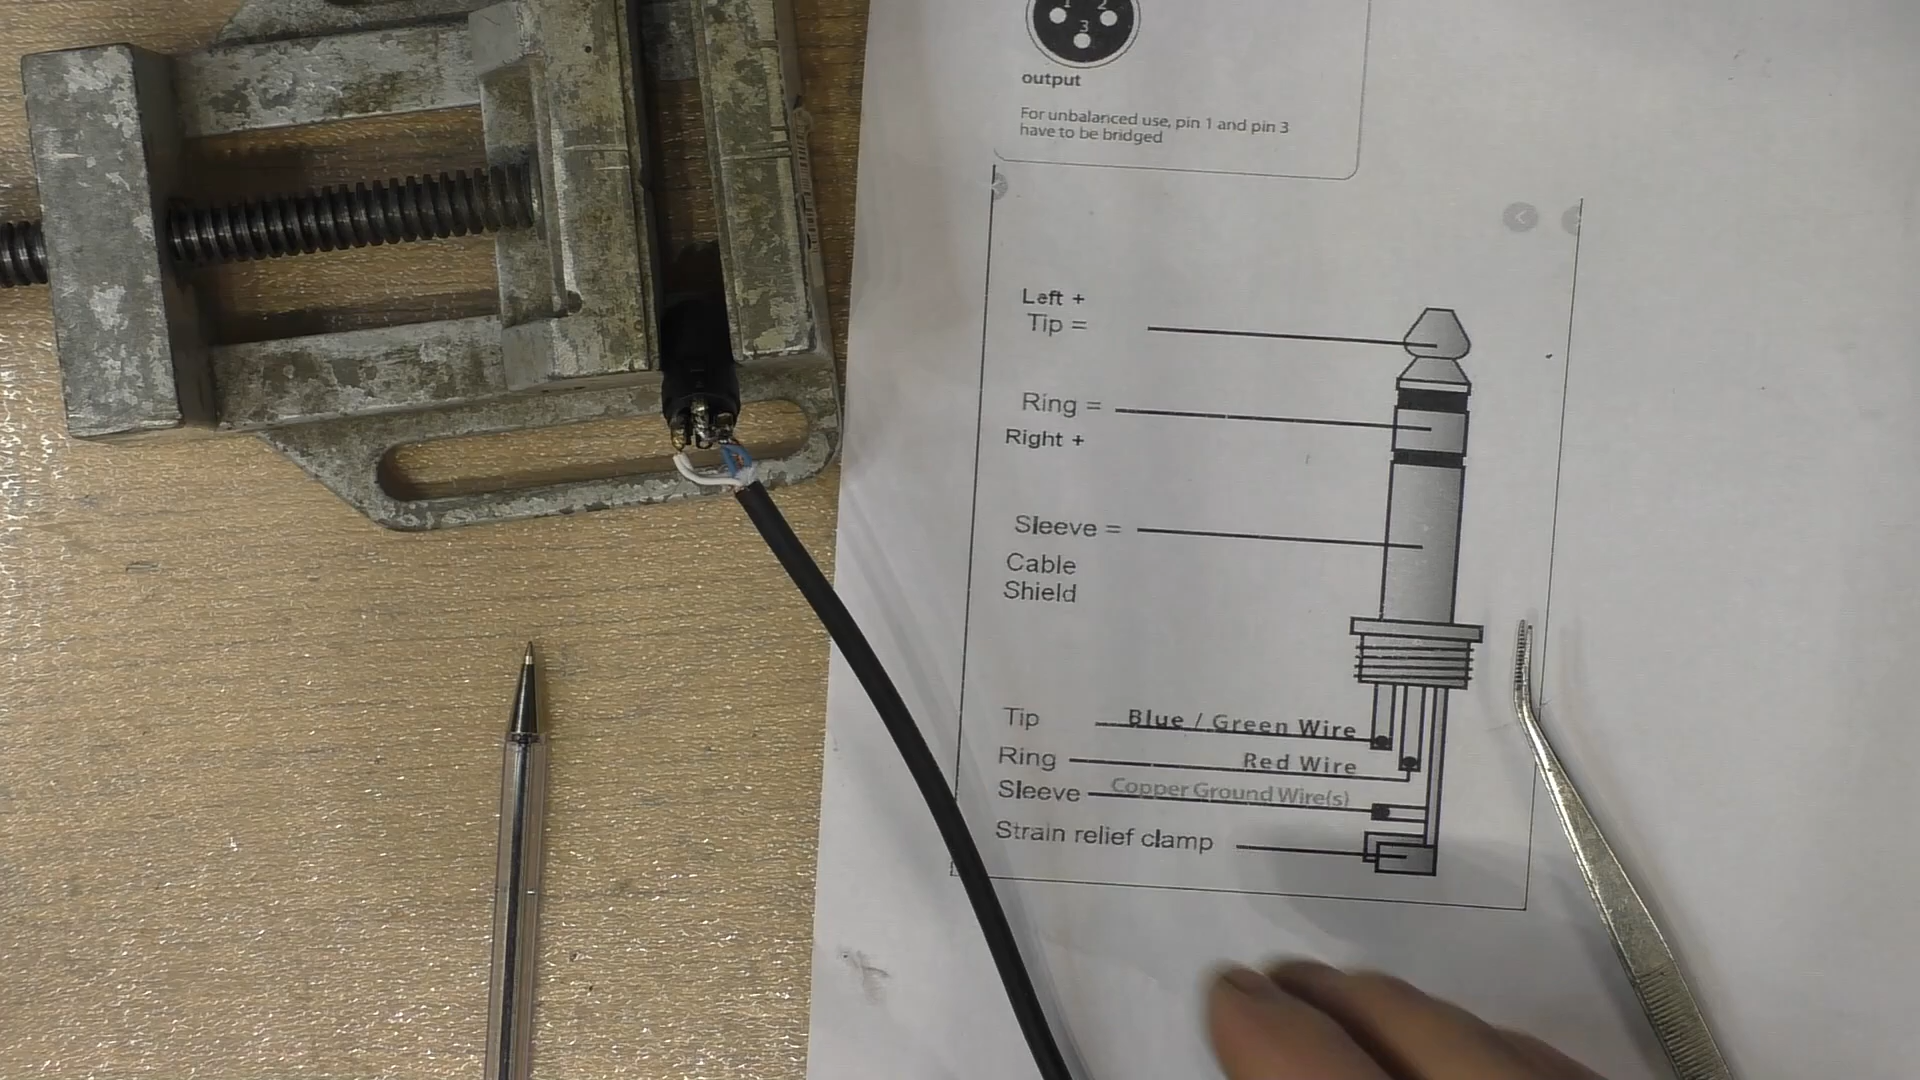 1 2
3
output
For unbalanced use, pin 1 and pin 3
have to be bridged
Left +
Tip =
Ring =
Right +
Sleeve =
Cable
Shield
Tip Blue / Green Wire
Ring Red Wire
Sleeve Copper Ground Wire(s)
Strain relief clamp